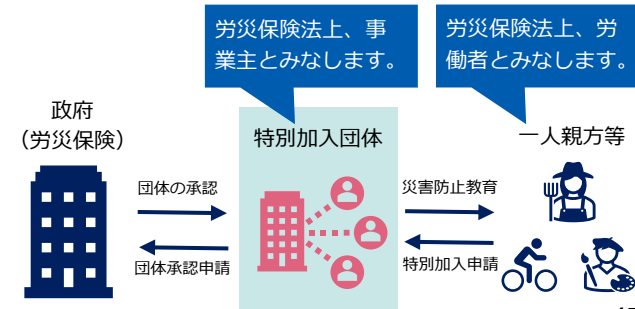 労災保険法上、事
業主とみなします。
労災保険法上、労
働者とみなします。
政府
（労災保険）
特別加入団体
一人親方等
団体の承認
災害防止教育
団体承認申請
特別加入申請